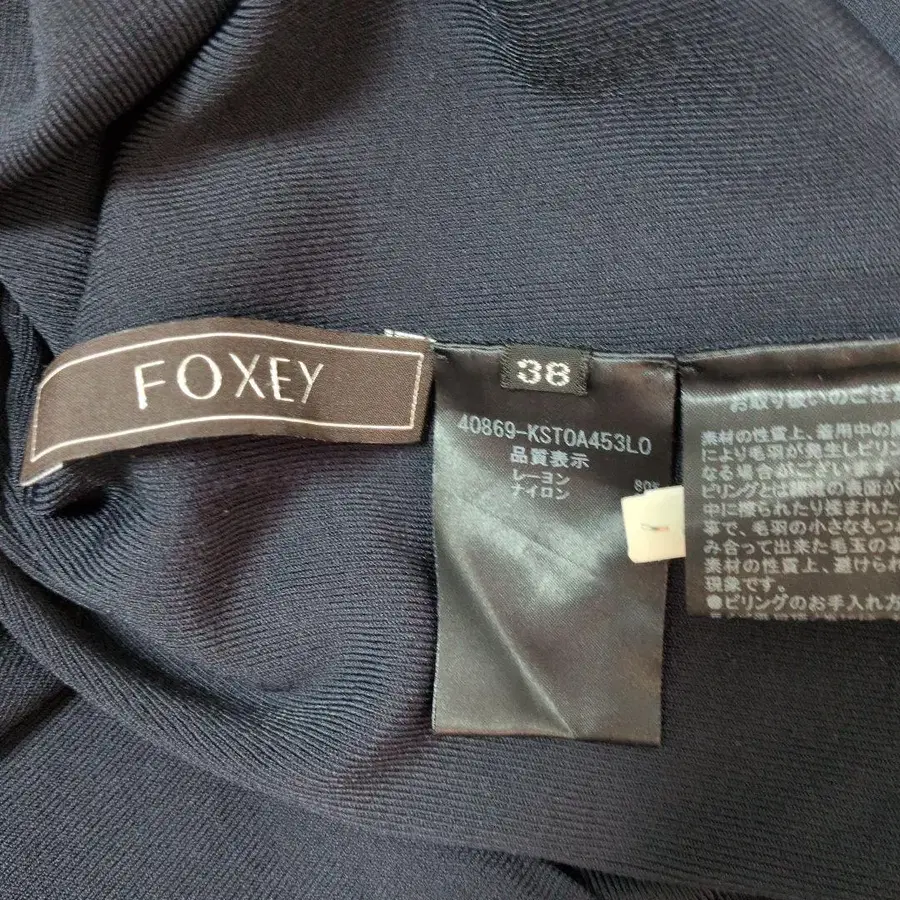 FOXEY
38
40869-KSTOA453LO
品質表示
レーヨン
ナイロン
お取り扱いのご注意
素材の性質上、着用中の
により毛羽が発生しピリン
なる場合がございます
ピリングとは繊維の表面が
中に擦られたり揉まれた
事で、毛羽の小さなもつ
み合って出来た毛玉の事
素材の性質上、避けられ
現象です。
●ピリングのお手入れ方